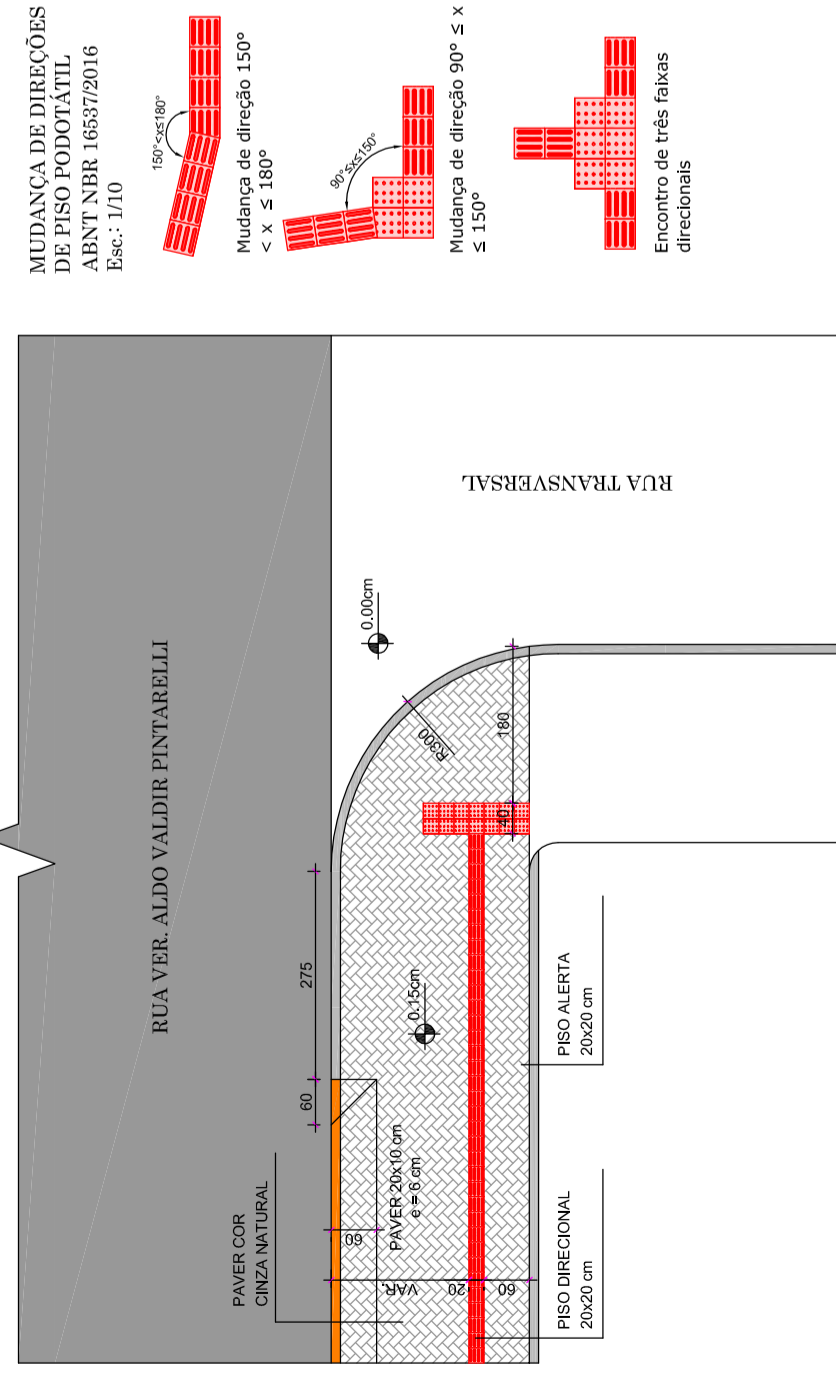 MUDANÇA DE DIREÇÕES
DE PISO PODOTÁTIL
ABNT NBR 16537/2016
Esc.: 1/10
150°<x≤180°
Mudança de direção 150°
< x ≤ 180°
90°≤x≤150°
Mudança de direção 90° ≤ x
≤ 150°
Encontro de três faixas
direcionais
RUA VER. ALDO VALDIR PINTARELLI
RUA TRANSVERSAL
0.00cm
R300
180
40
275
60
0.15cm
PAVER COR
CINZA NATURAL
60
PAVER 20x10 cm
e = 6 cm
VAR.
20
60
PISO ALERTA
20x20 cm
PISO DIRECIONAL
20x20 cm